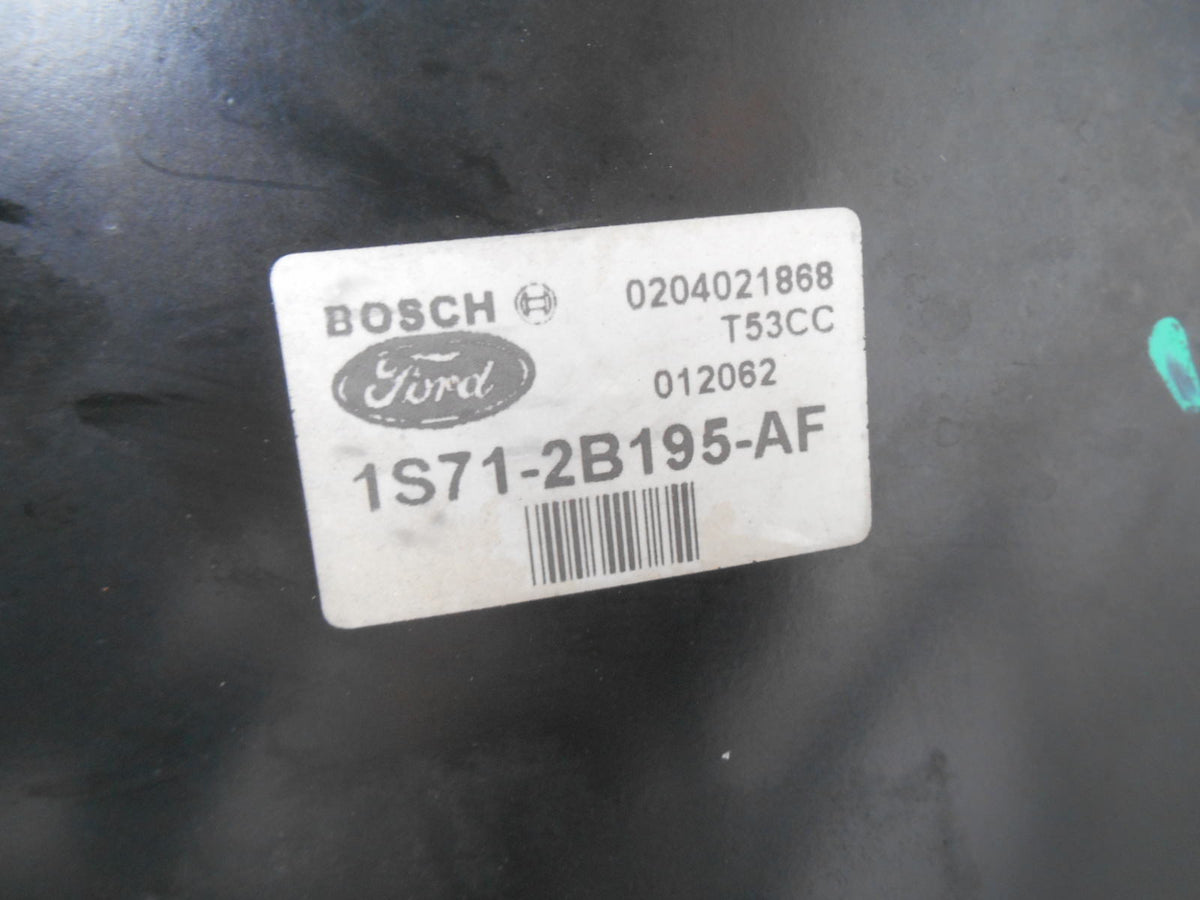 BOSCH 0204021868
T53CC
Ford
012062
1S71-2B195-AF